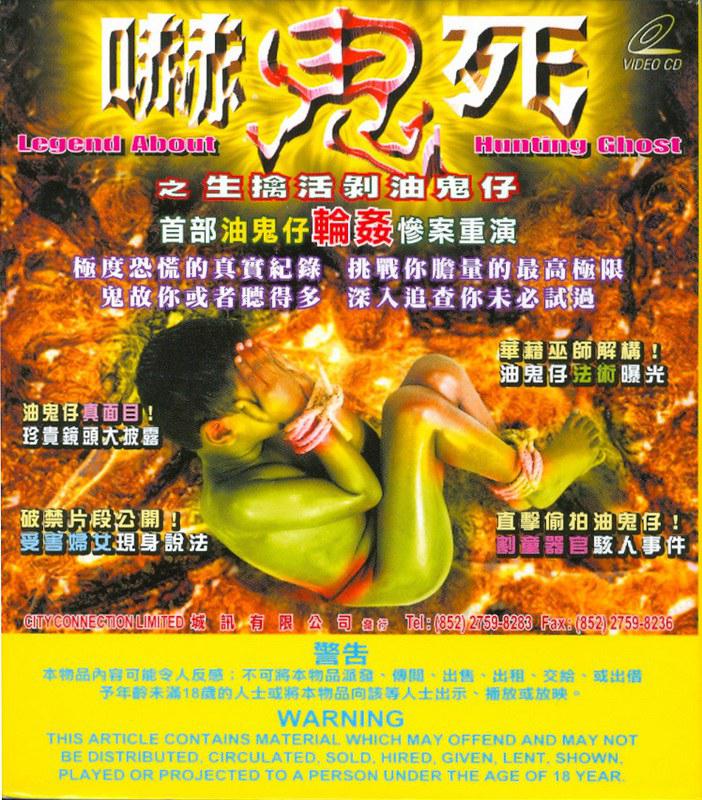 嚇鬼死
VIDEO CD
Legend About Hunting Ghost
之生擒活剝油鬼仔
首部油鬼仔輪姦慘案重演
極度恐慌的真實紀錄 挑戰你膽量的最高極限
鬼故你或者聽得多 深入追查你未必試過
華籍巫師解構！
油鬼仔法術曝光
油鬼仔真面目！
珍貴鏡頭大披露
破禁片段公開！
受害婦女現身說法
直擊偷拍油鬼仔！
割童器官駭人事件
CITY CONNECTION LIMITED 城訊有限公司 發行 Tel: (852) 2759-8283 Fax: (852) 2759-8236
警告
本物品內容可能令人反感；不可將本物品派發、傳閱、出售、出租、交給、或出借
予年齡未滿18歲的人士或將本物品向該等人士出示、播放或放映。
WARNING
THIS ARTICLE CONTAINS MATERIAL WHICH MAY OFFEND AND MAY NOT
BE DISTRIBUTED, CIRCULATED, SOLD, HIRED, GIVEN, LENT, SHOWN,
PLAYED OR PROJECTED TO A PERSON UNDER THE AGE OF 18 YEAR.